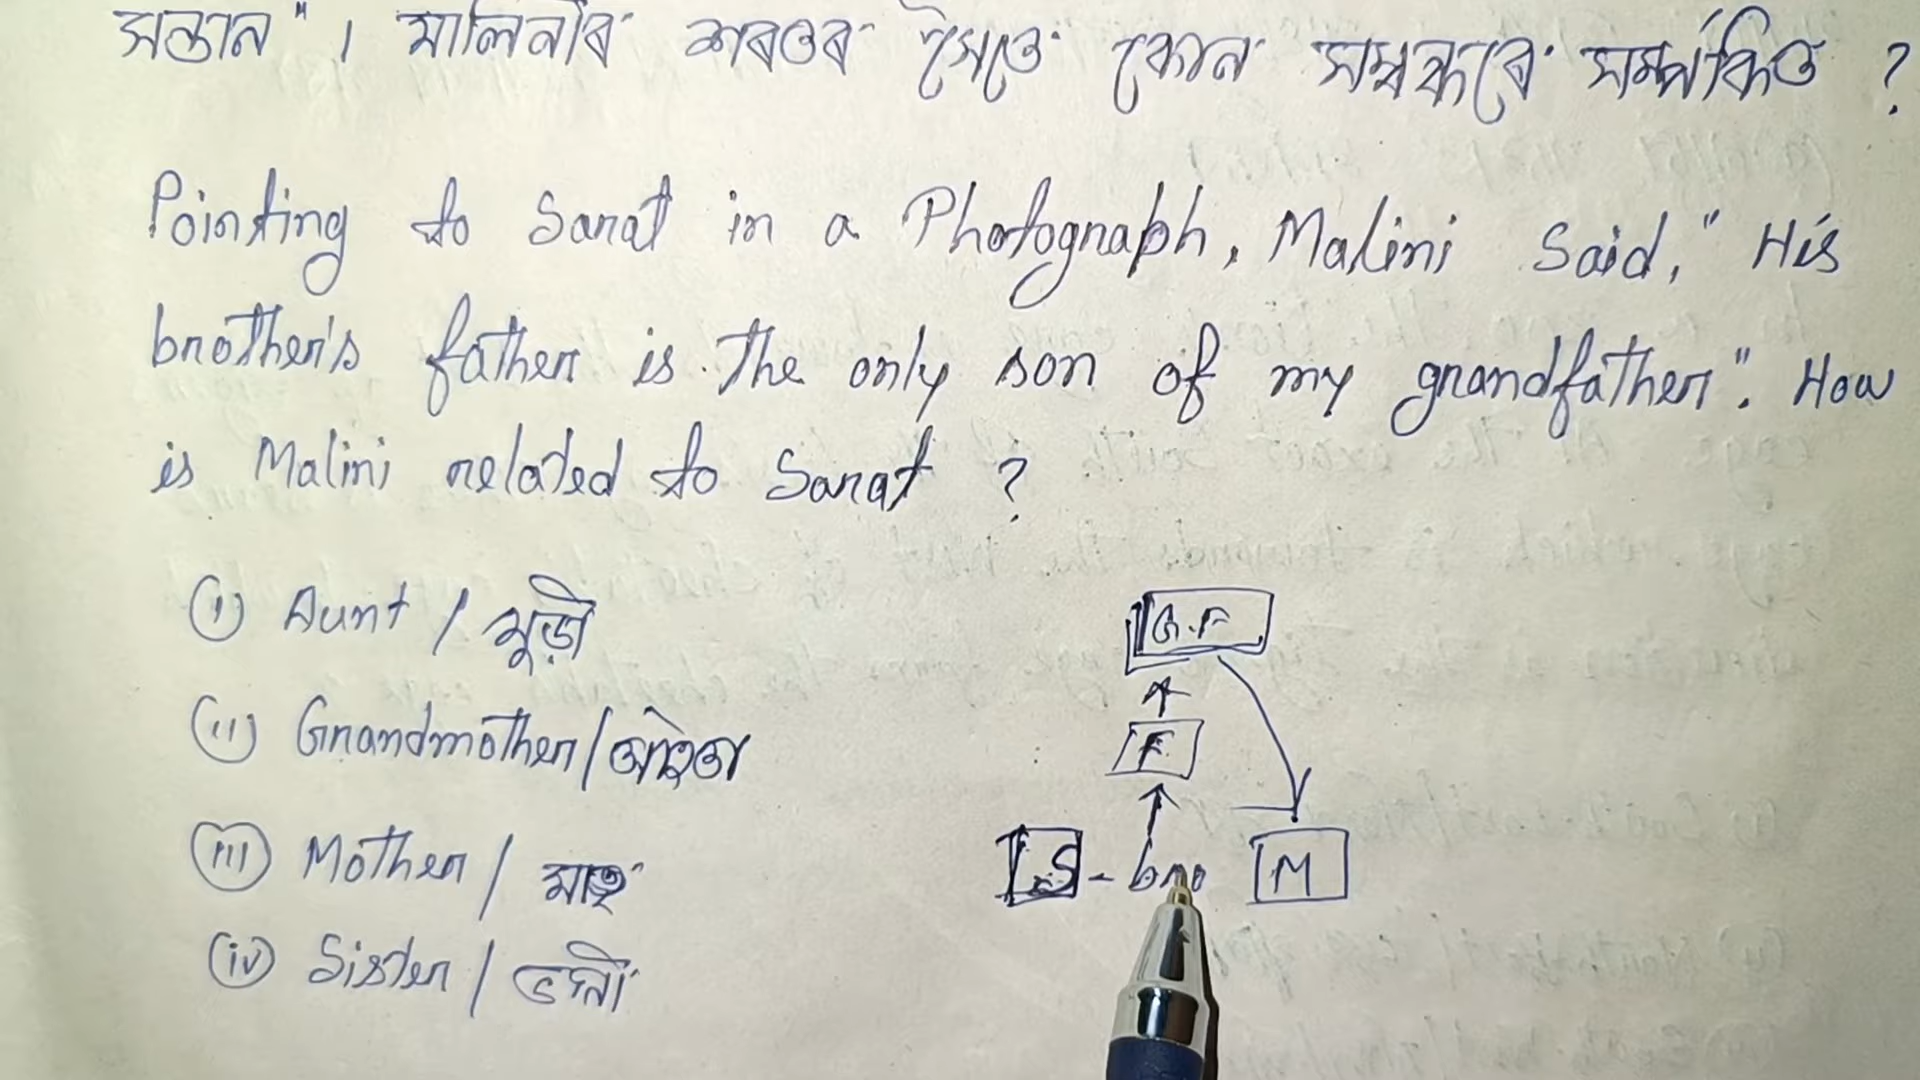 সন্তান"। মালিনীৰ শৰতৰ সৈতে কোন সম্বন্ধৰে সম্পৰ্কিত ?
Pointing to Sarat in a Photograph, Malini Said, " His
brother's father is the only son of my grandfather". How
is Malini related to Sarat ?
(i) Aunt /
(ii) Grandmother /
(iii) Mother / মাতৃ
(iv) Sister / ভগ্নী
G.F
F
S - bro M